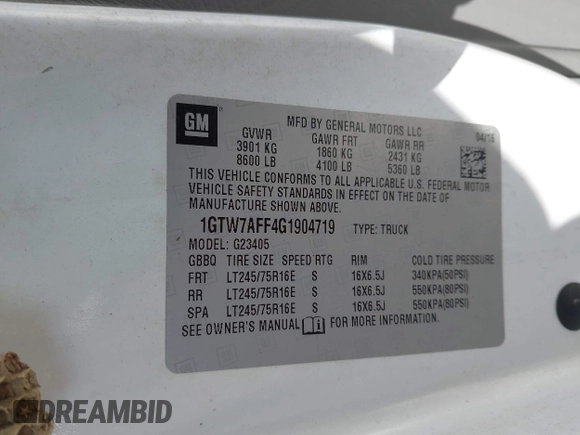 GM
MFD BY GENERAL MOTORS LLC 04/16
GVWR GAWR FRT GAWR RR
3901 KG 1860 KG 2431 KG
8600 LB 4100 LB 5360 LB
THIS VEHICLE CONFORMS TO ALL APPLICABLE U.S. FEDERAL MOTOR
VEHICLE SAFETY STANDARDS IN EFFECT ON THE DATE OF
MANUFACTURE SHOWN ABOVE.
1GTW7AFF4G1904719 TYPE: TRUCK
MODEL: G23405
GBBQ TIRE SIZE SPEED RTG RIM COLD TIRE PRESSURE
FRT LT245/75R16E S 16X6.5J 340KPA(50PSI)
RR LT245/75R16E S 16X6.5J 550KPA(80PSI)
SPA LT245/75R16E S 16X6.5J 550KPA(80PSI)
SEE OWNER'S MANUAL FOR MORE INFORMATION.
DREAMBID